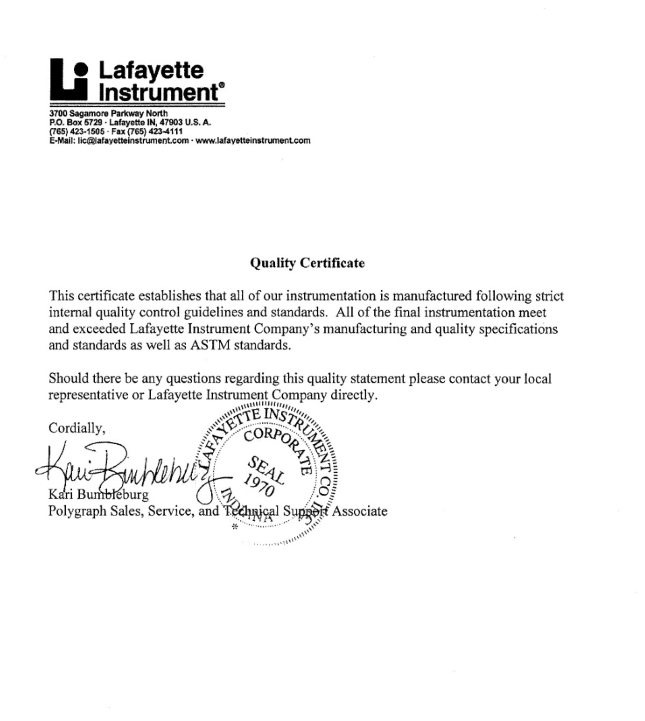 Lafayette
Instrument®
3700 Sagamore Parkway North
P.O. Box 5729 · Lafayette IN, 47903 U.S.A.
(765) 423-1505 · Fax (765) 423-4111
E-Mail: lic@lafayetteinstrument.com · www.lafayetteinstrument.com
Quality Certificate
This certificate establishes that all of our instrumentation is manufactured following strict
internal quality control guidelines and standards. All of the final instrumentation meet
and exceeded Lafayette Instrument Company's manufacturing and quality specifications
and standards as well as ASTM standards.
Should there be any questions regarding this quality statement please contact your local
representative or Lafayette Instrument Company directly.
Cordially,
Kari Bumbleburg
Kari Bumbleburg
Polygraph Sales, Service, and Technical Support Associate
LAFAYETTE INSTRUMENT CO. INC
CORPORATE
SEAL
1970
INDIANA